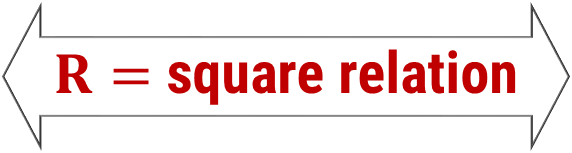 R = square relation